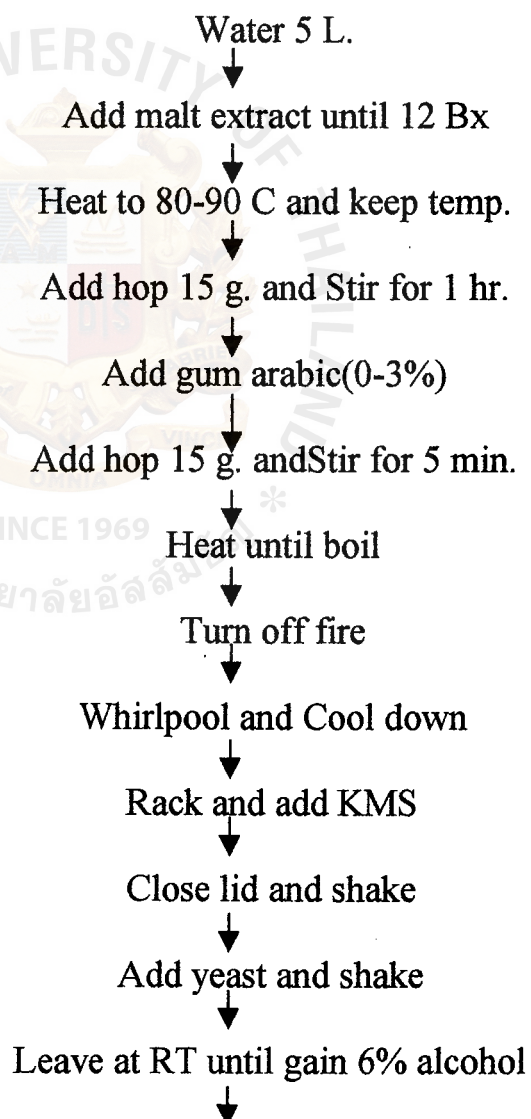 Water 5 L.
Add malt extract until 12 Bx
Heat to 80-90 C and keep temp.
Add hop 15 g. and Stir for 1 hr.
Add gum arabic(0-3%)
Add hop 15 g. andStir for 5 min.
OMNIA
SINCE 1969
Heat until boil
Turn off fire
Whirlpool and Cool down
Rack and add KMS
Close lid and shake
Add yeast and shake
Leave at RT until gain 6% alcohol